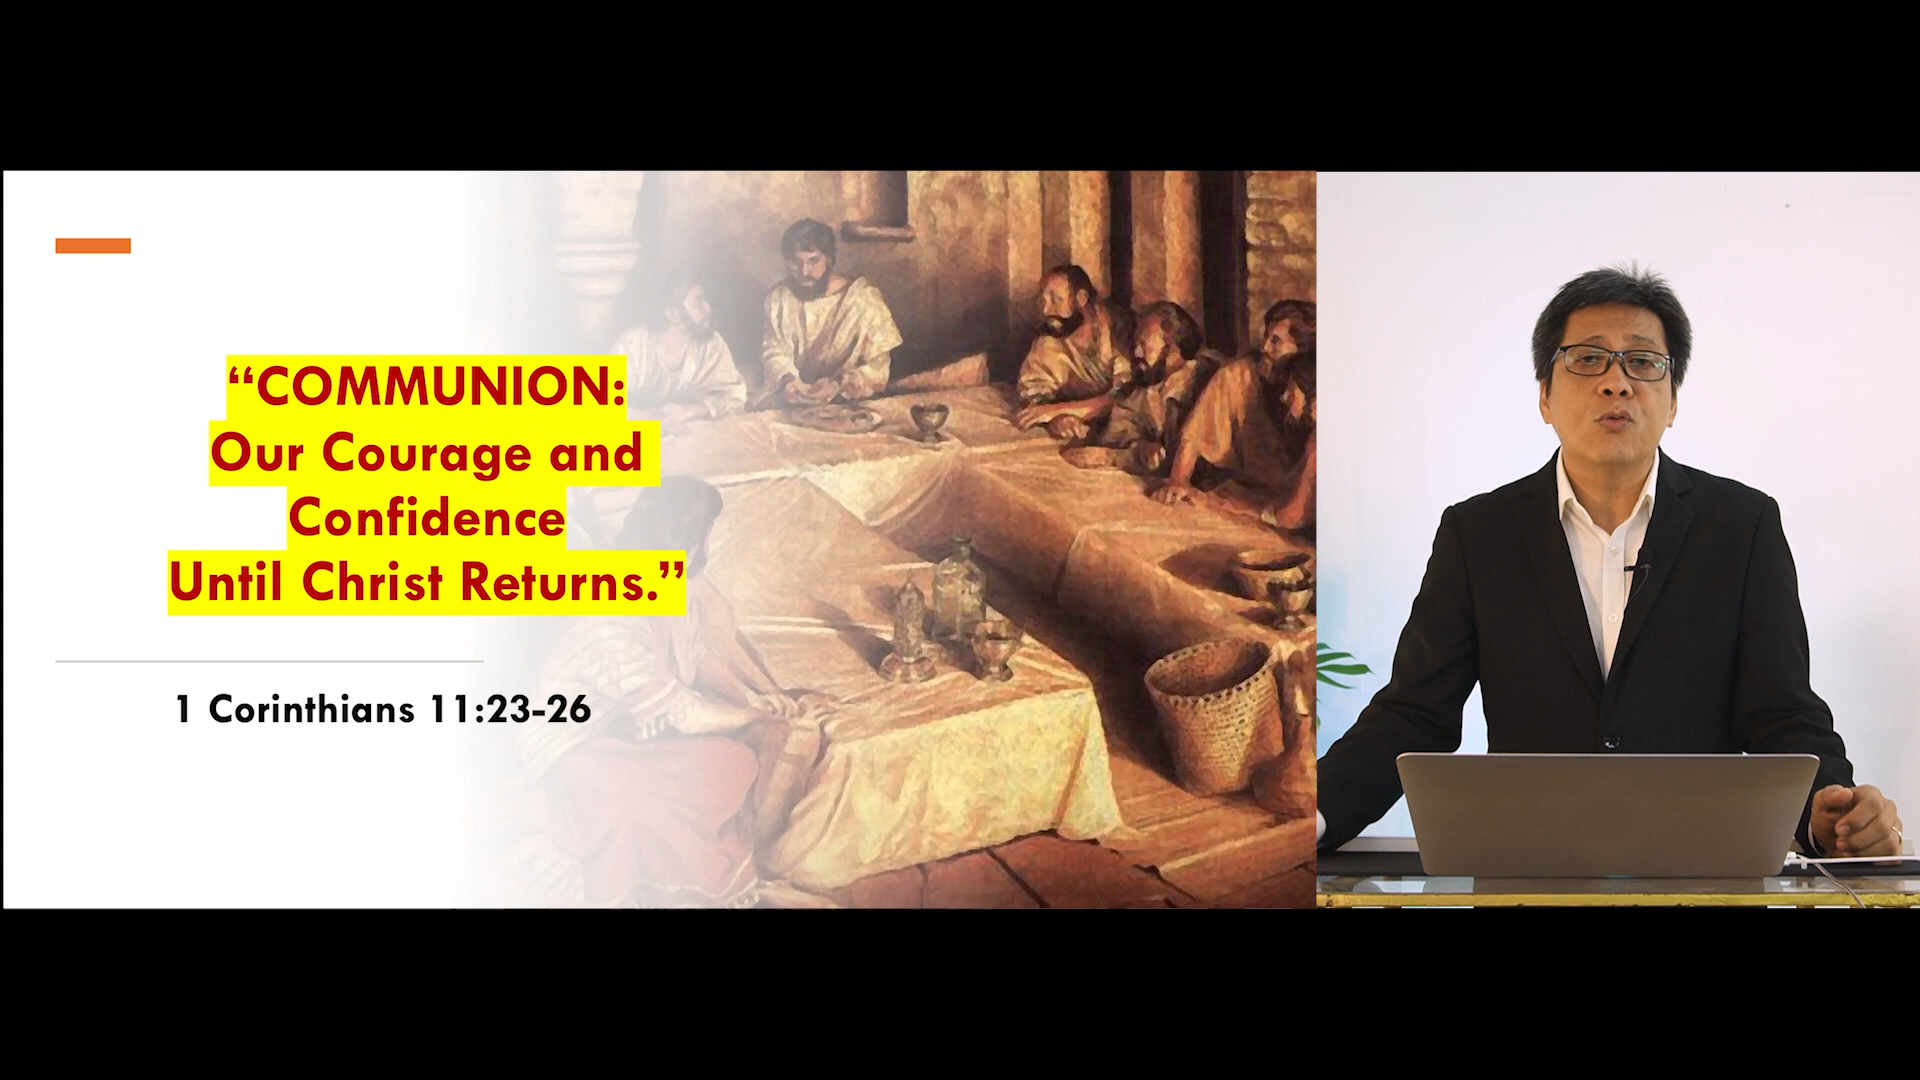 “COMMUNION:
Our Courage and
Confidence
Until Christ Returns.”
1 Corinthians 11:23-26